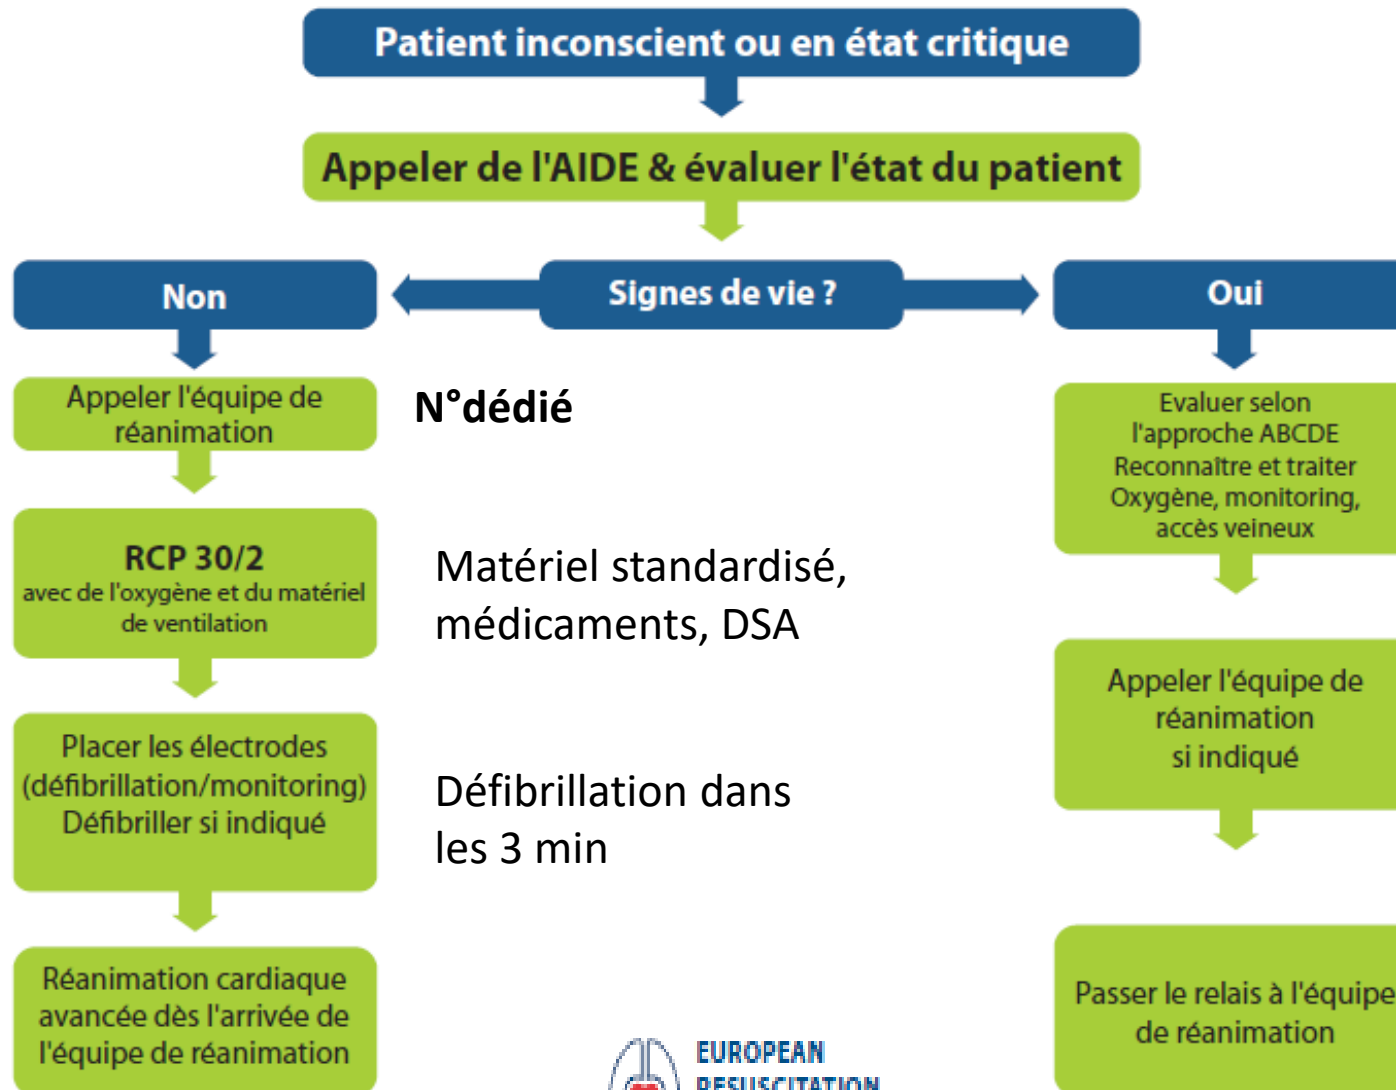 Patient inconscient ou en état critique
Appeler de l'AIDE & évaluer l'état du patient
Non
Signes de vie ?
Oui
Appeler l'équipe de
réanimation
N°dédié
RCP 30/2
avec de l'oxygène et du matériel
de ventilation
Matériel standardisé,
médicaments, DSA
Placer les électrodes
(défibrillation/monitoring)
Défibriller si indiqué
Défibrillation dans
les 3 min
Réanimation cardiaque
avancée dès l'arrivée de
l'équipe de réanimation
Evaluer selon
l'approche ABCDE
Reconnaître et traiter
Oxygène, monitoring,
accès veineux
Appeler l'équipe de
réanimation
si indiqué
Passer le relais à l'équipe
de réanimation
EUROPEAN
RESUSCITATION